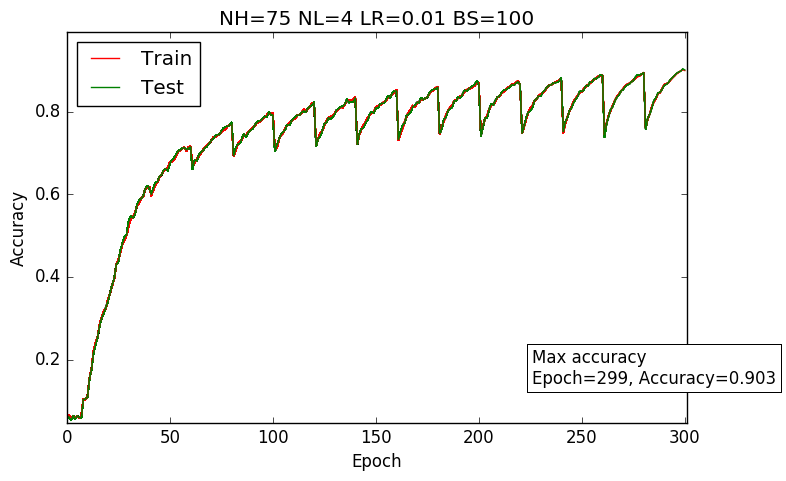 NH=75 NL=4 LR=0.01 BS=100
Train
Test
0.8
0.6
0.4
0.2
Accuracy
Max accuracy
Epoch=299, Accuracy=0.903
0 50 100 150 200 250 300
Epoch